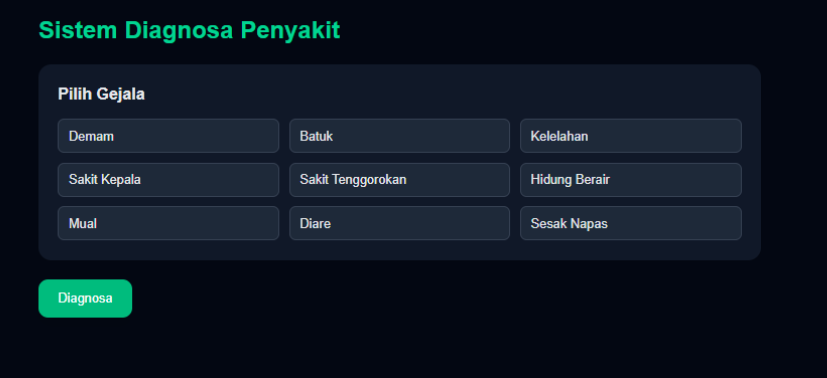 Sistem Diagnosa Penyakit
Pilih Gejala
Demam
Batuk
Kelelahan
Sakit Kepala
Sakit Tenggorokan
Hidung Berair
Mual
Diare
Sesak Napas
Diagnosa